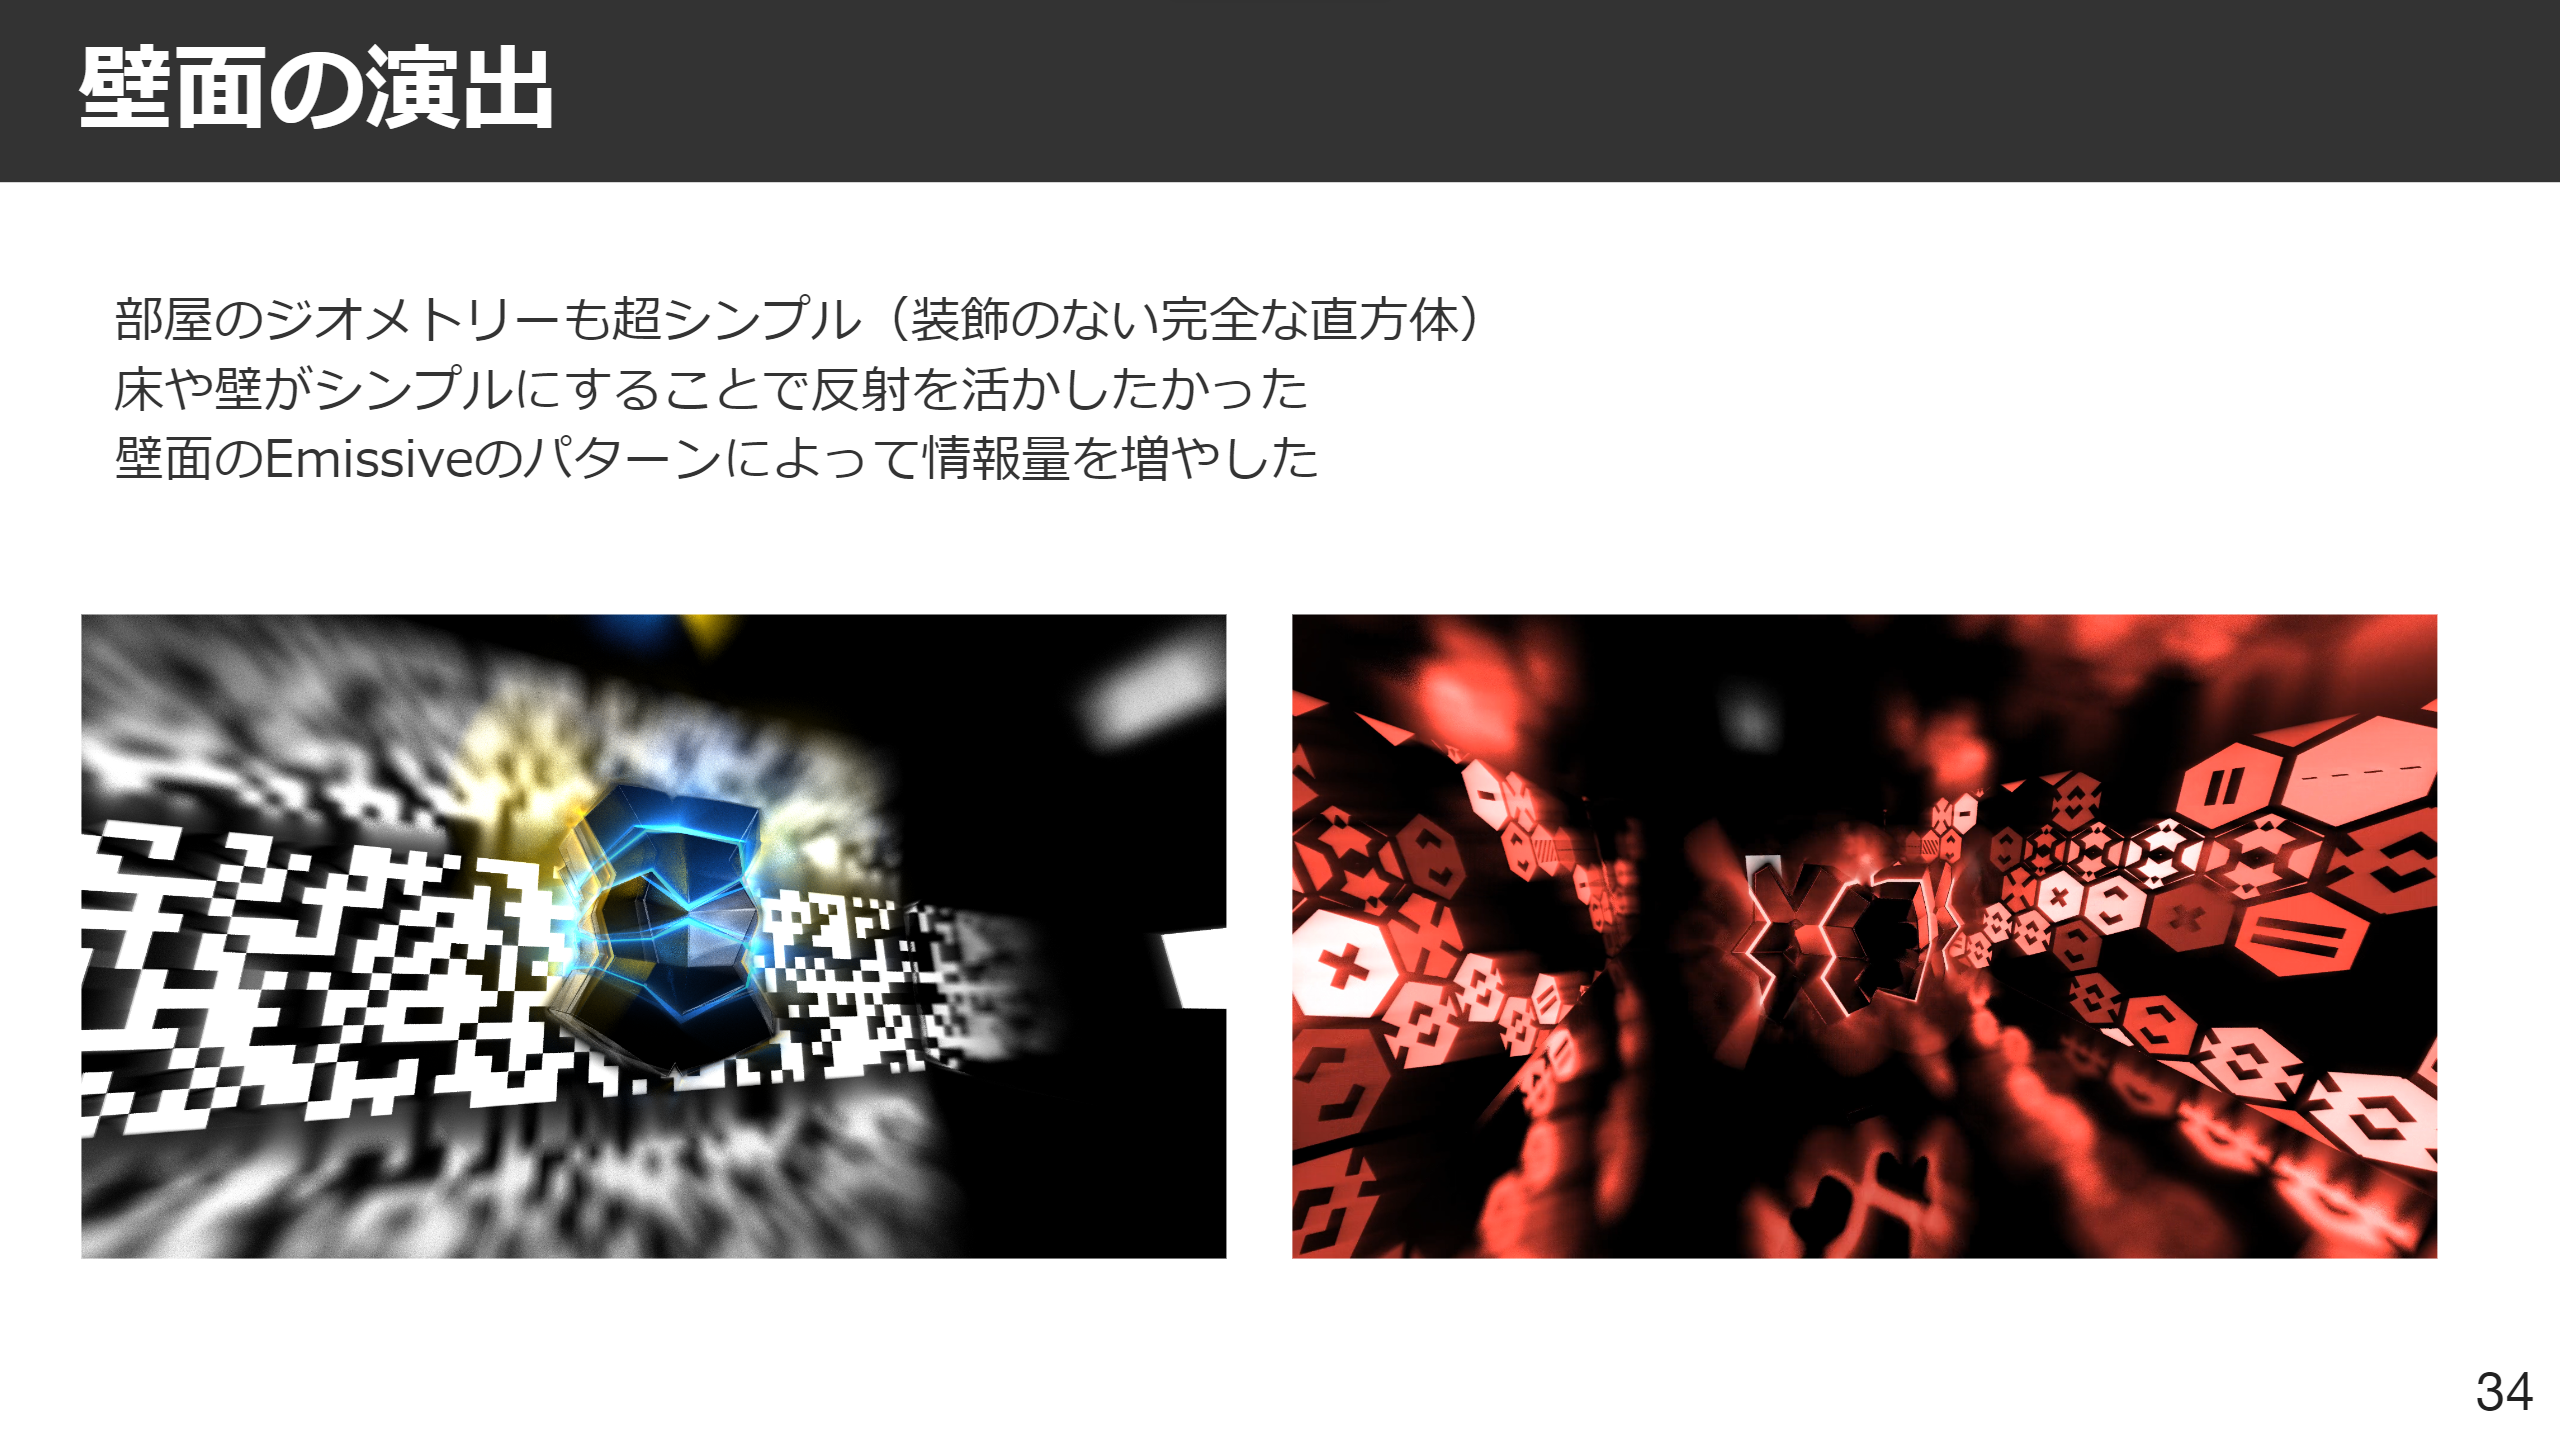 壁面の演出
部屋のジオメトリーも超シンプル（装飾のない完全な直方体）
床や壁がシンプルにすることで反射を活かしたかった
壁面のEmissiveのパターンによって情報量を増やした
34